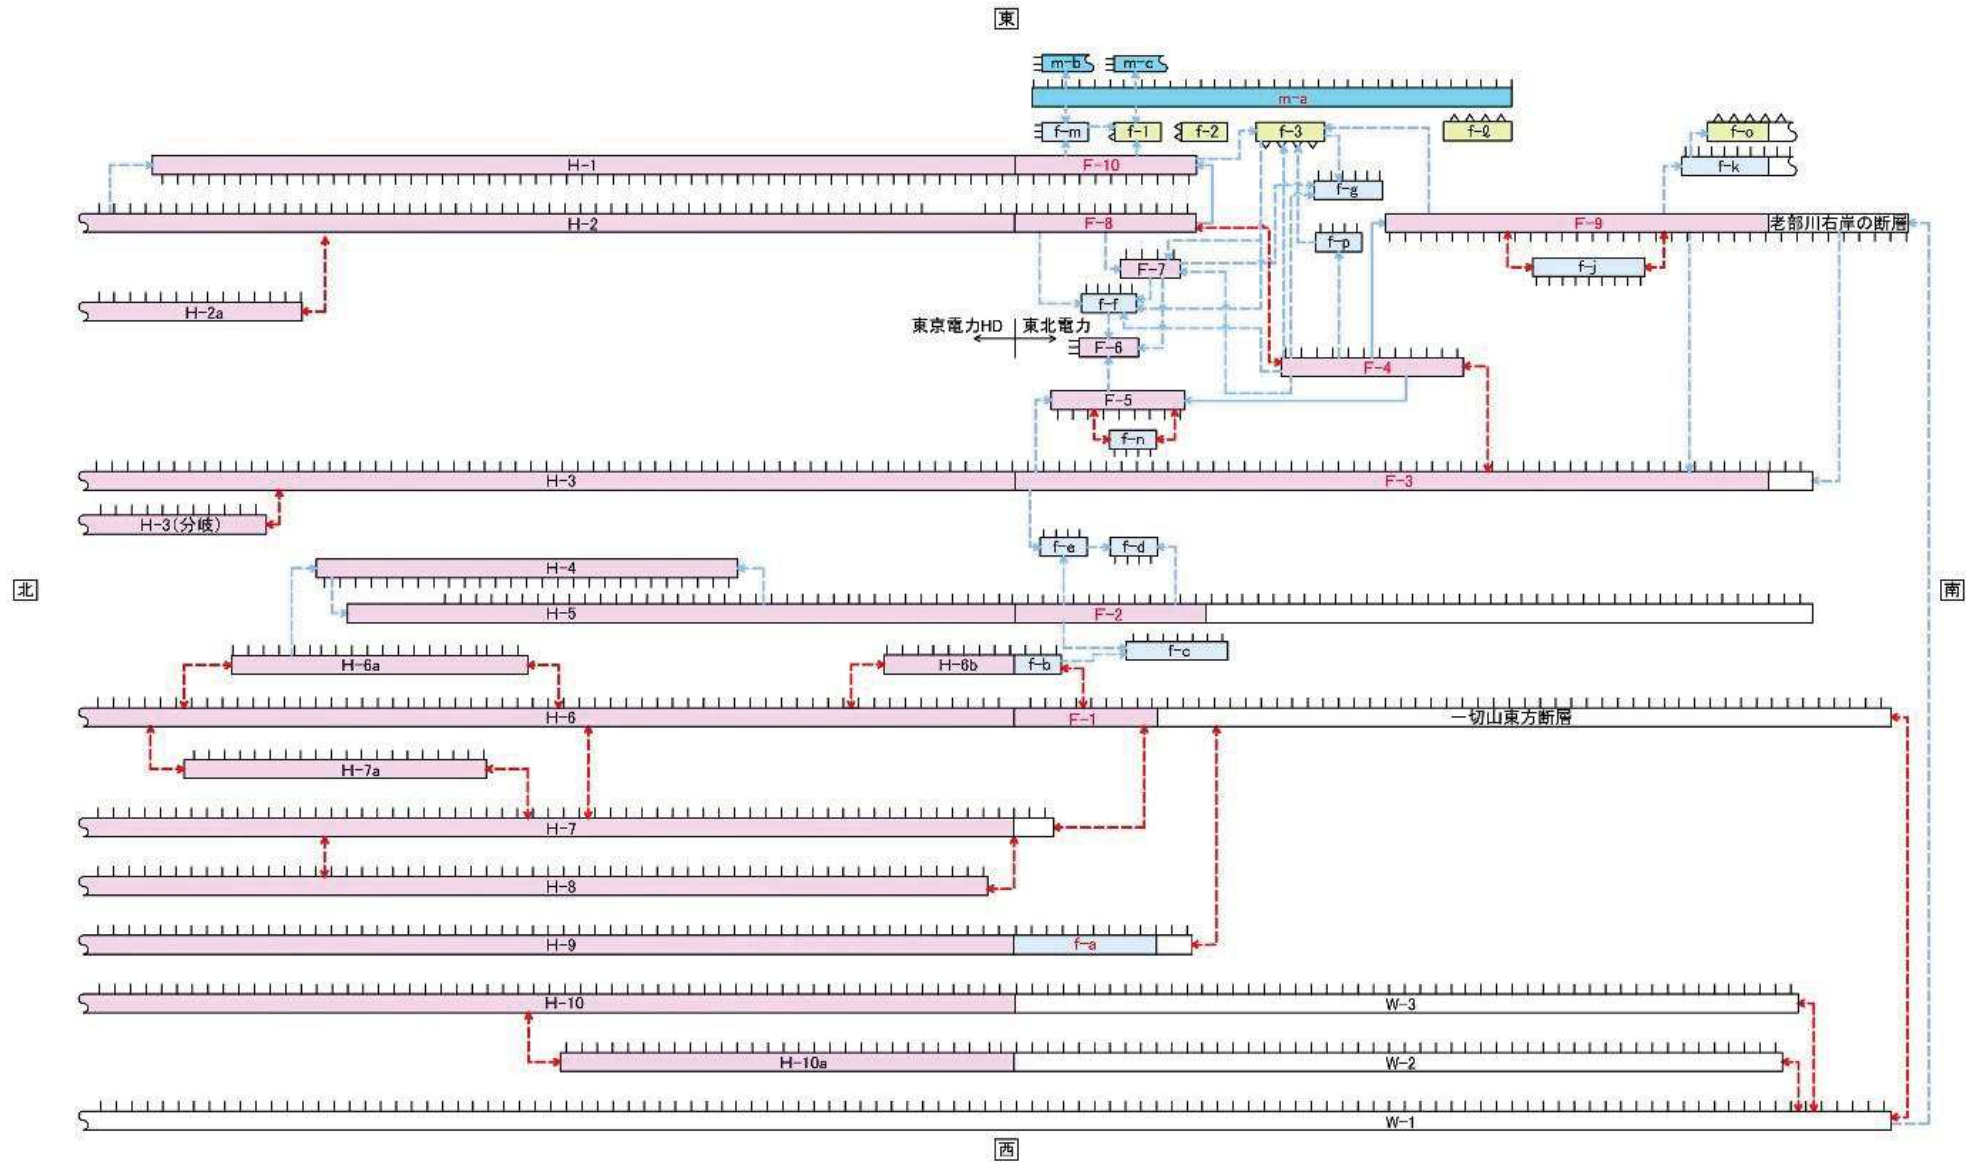 東
m-b m-c
m-a
f-m f-1 f-2 f-3 f-ℓ f-o
H-1 F-10 f-k
f-g
H-2 F-8 F-9 老部川右岸の断層
f-p
F-7 f-j
H-2a f-f
東京電力HD 東北電力
F-6
F-4
F-5
f-n
H-3 F-3
H-3(分岐)
f-e f-d
H-4
北 南
H-5 F-2
f-c
H-6a H-6b f-b
H-6 F-1 一切山東方断層
H-7a
H-7
H-8
H-9 f-a
H-10 W-3
H-10a W-2
W-1
西